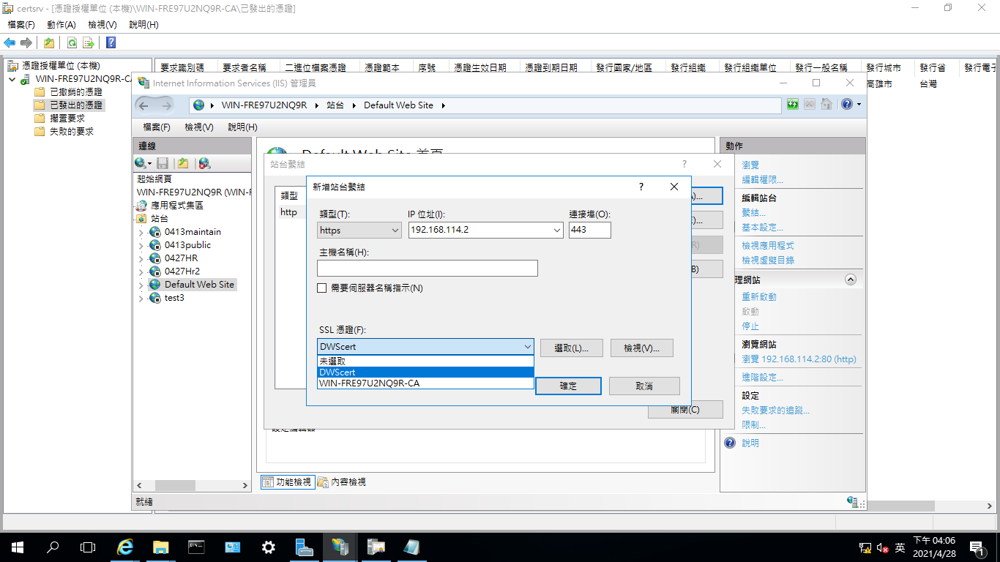 certsrv - [憑證授權單位 (本機)\WIN-FRE97U2NQ9R-CA\已發出的憑證]
檔案(F) 動作(A) 檢視(V) 說明(H)
憑證授權單位 (本機)
WIN-FRE97U2NQ9R-CA
已撤銷的憑證
已發出的憑證
擱置要求
失敗的要求
要求識別碼 要求者名稱 二進位檔案憑證 憑證範本 序號 憑證生效日期 憑證到期日期 發行國家/地區 發行組織 發行組織單位 發行一般名稱 發行城市 發行省 發行電子
高雄市 台灣
Internet Information Services (IIS) 管理員
WIN-FRE97U2NQ9R 站台 Default Web Site
檔案(F) 檢視(V) 說明(H)
連線
起始網頁
WIN-FRE97U2NQ9R (WIN-F
應用程式集區
站台
0413maintain
0413public
0427HR
0427Hr2
Default Web Site
test3
Default Web Site 首頁
站台繫結 ?
類型
http
)...
)...
R)
B)
關閉(C)
新增站台繫結 ?
類型(T): IP 位址(I): 連接埠(O):
https 192.168.114.2 443
主機名稱(H):
需要伺服器名稱指示(N)
SSL 憑證(F):
DWScert 選取(L)... 檢視(V)...
未選取
DWScert
WIN-FRE97U2NQ9R-CA
確定 取消
功能檢視 內容檢視
就緒
動作
瀏覽
編輯權限...
編輯站台
繫結...
基本設定...
檢視應用程式
檢視虛擬目錄
理網站
重新啟動
啟動
停止
瀏覽網站
瀏覽 192.168.114.2:80 (http)
進階設定...
設定
失敗要求的追蹤...
限制...
說明
英 下午 04:06
2021/4/28
1